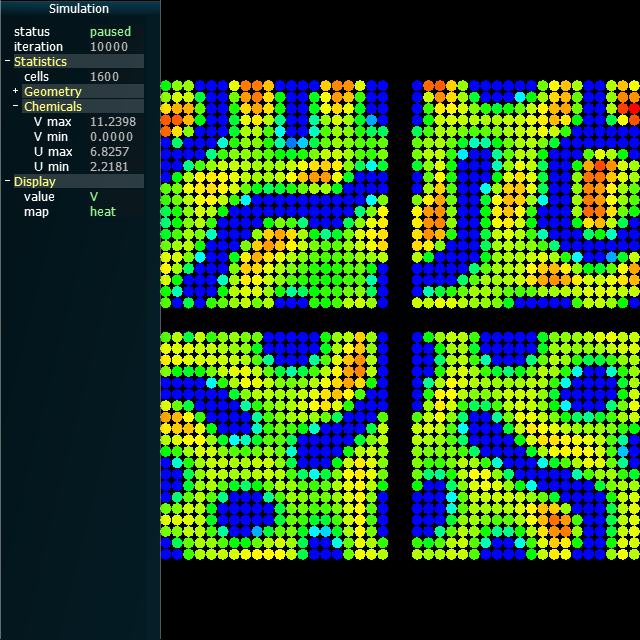 Simulation
status paused
iteration 10000
- Statistics
cells 1600
+ Geometry
- Chemicals
V max 11.2398
V min 0.0000
U max 6.8257
U min 2.2181
- Display
value V
map heat